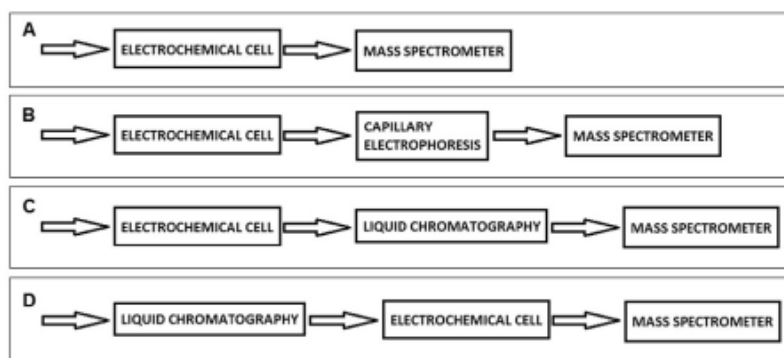 A
ELECTROCHEMICAL CELL MASS SPECTROMETER
B
ELECTROCHEMICAL CELL CAPILLARY ELECTROPHORESIS MASS SPECTROMETER
C
ELECTROCHEMICAL CELL LIQUID CHROMATOGRAPHY MASS SPECTROMETER
D
LIQUID CHROMATOGRAPHY ELECTROCHEMICAL CELL MASS SPECTROMETER